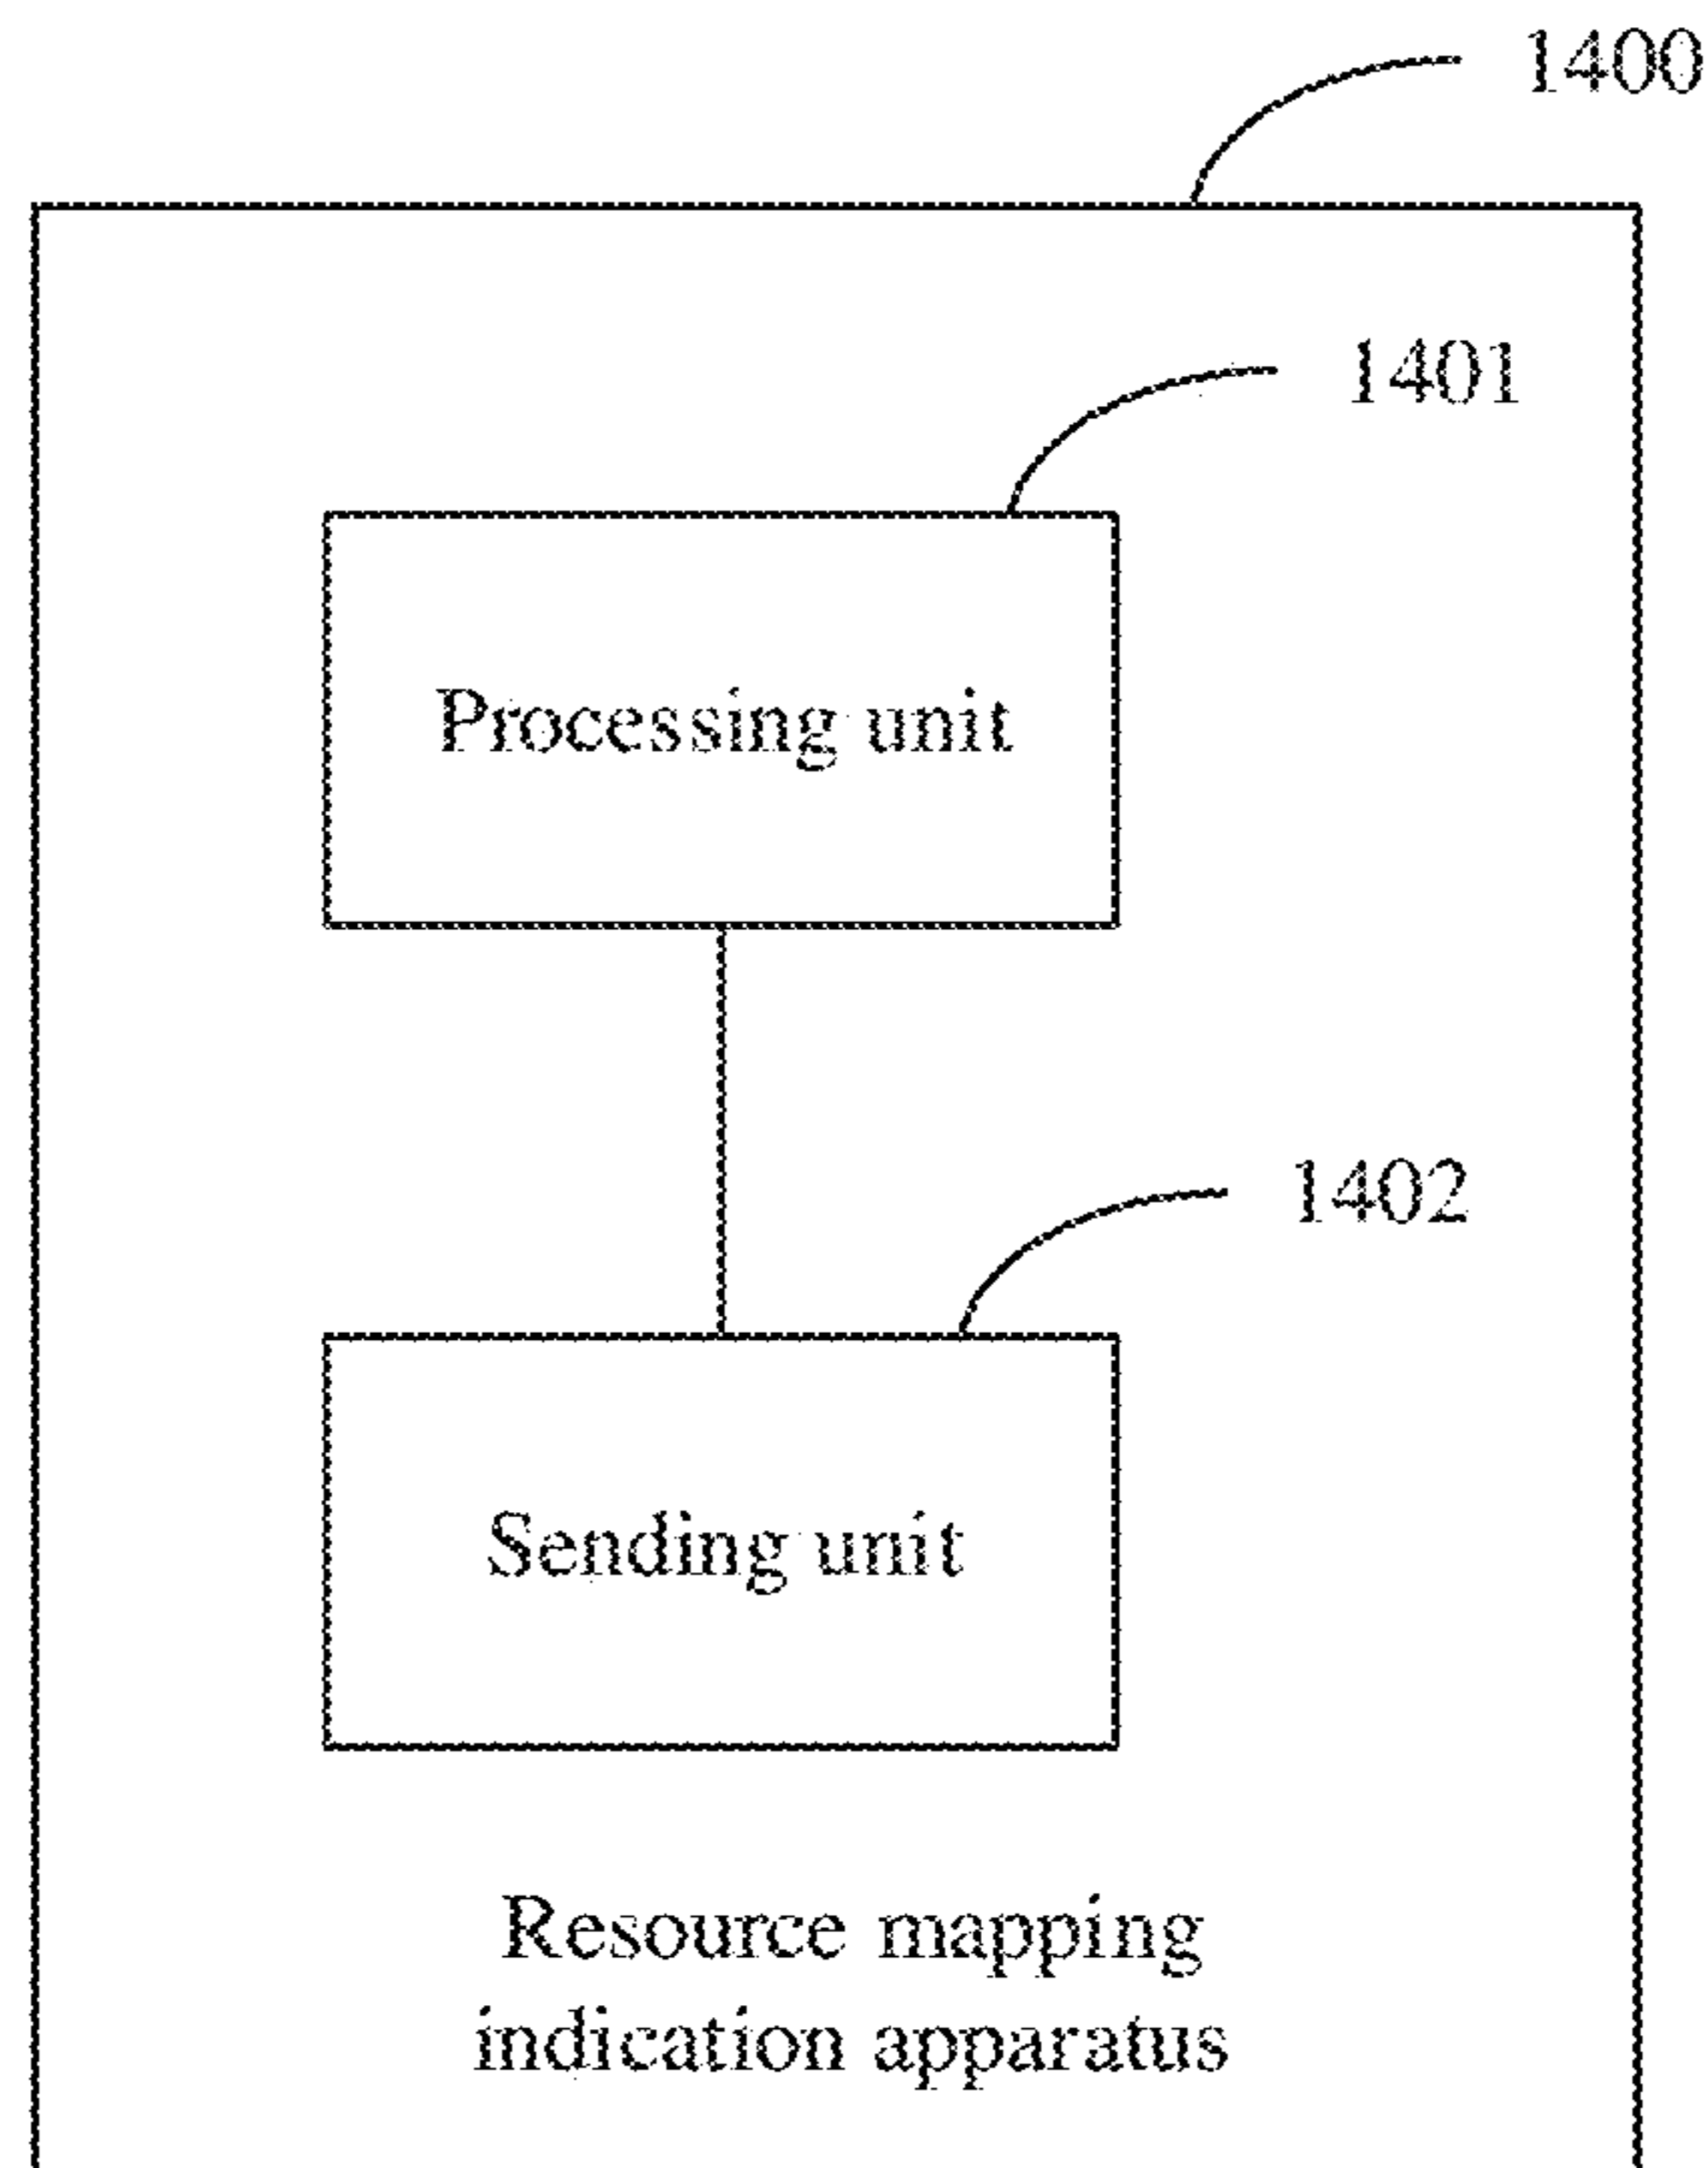 1400
1401
Processing unit
1402
Sending unit
Resource mapping
indication apparatus